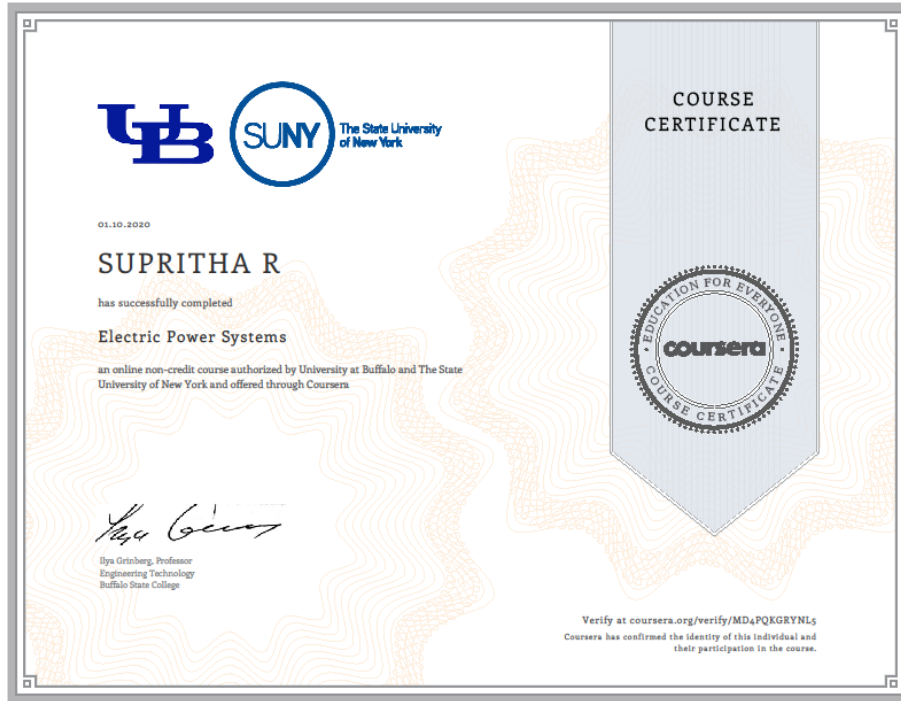 UB
SUNY
The State University
of New York
COURSE
CERTIFICATE
01.10.2020
SUPRITHA R
has successfully completed
Electric Power Systems
an online non-credit course authorized by University at Buffalo and The State
University of New York and offered through Coursera
EDUCATION FOR EVERYONE
coursera
COURSE CERTIFICATE
Ilya Grinberg, Professor
Engineering Technology
Buffalo State College
Verify at coursera.org/verify/MD4PQKGRYNL5
Coursera has confirmed the identity of this individual and
their participation in the course.